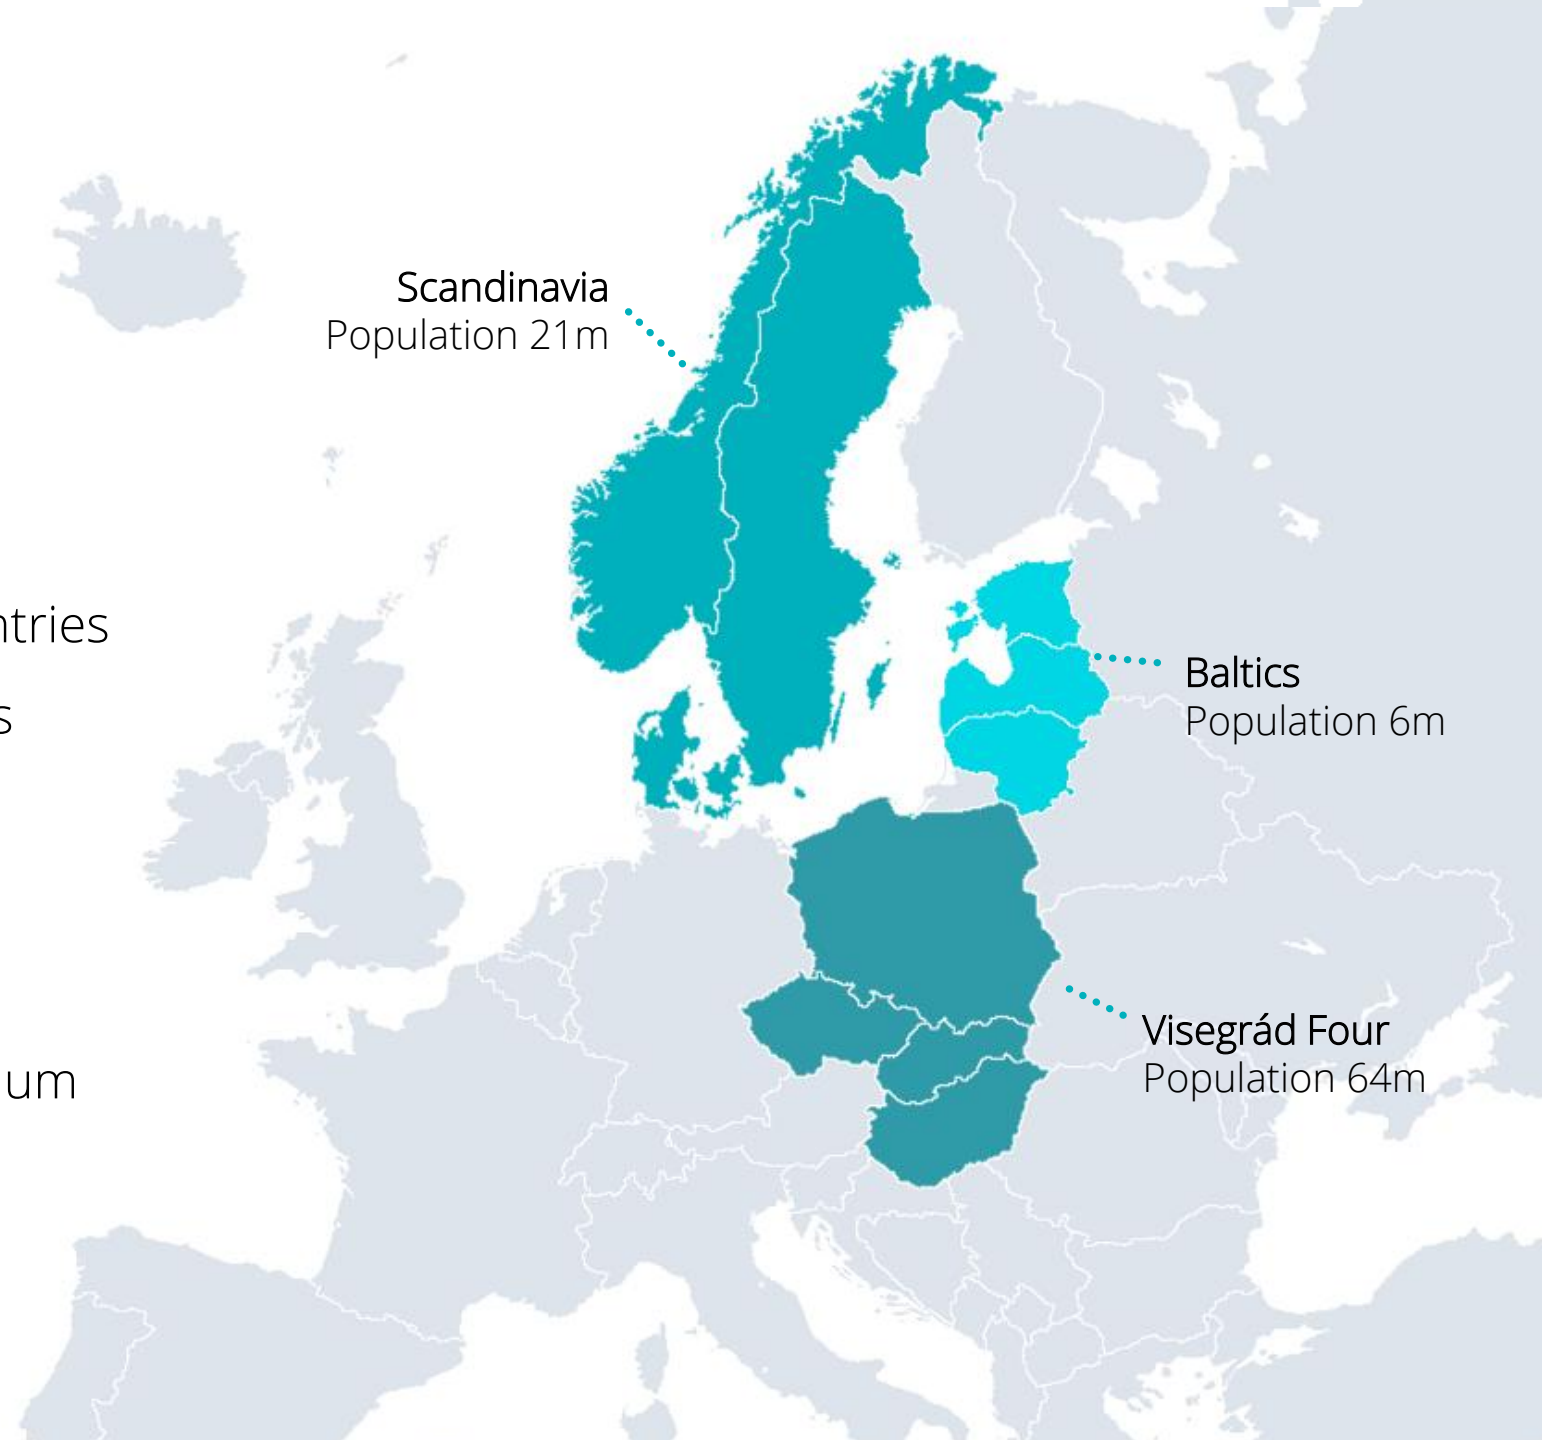 Scandinavia
Population 21m
ntries
Baltics
Population 6m
s
Visegrád Four
Population 64m
um